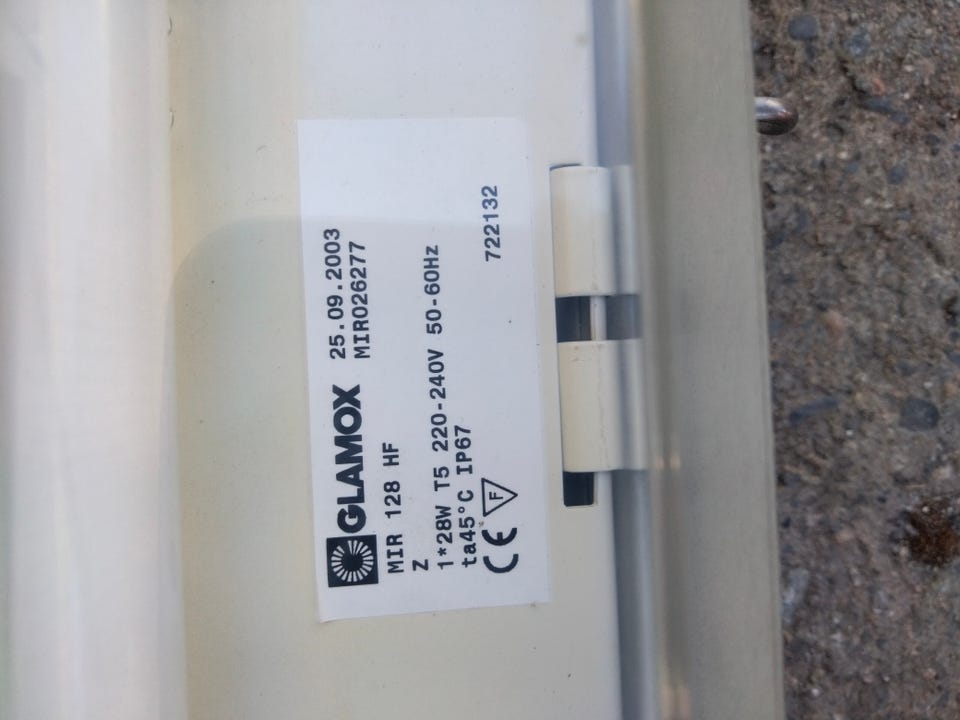 GLAMOX 25.09.2003
MIR 128 HF MIR026277
Z
1*28W T5 220-240V 50-60Hz
ta45°C IP67
CE F 722132